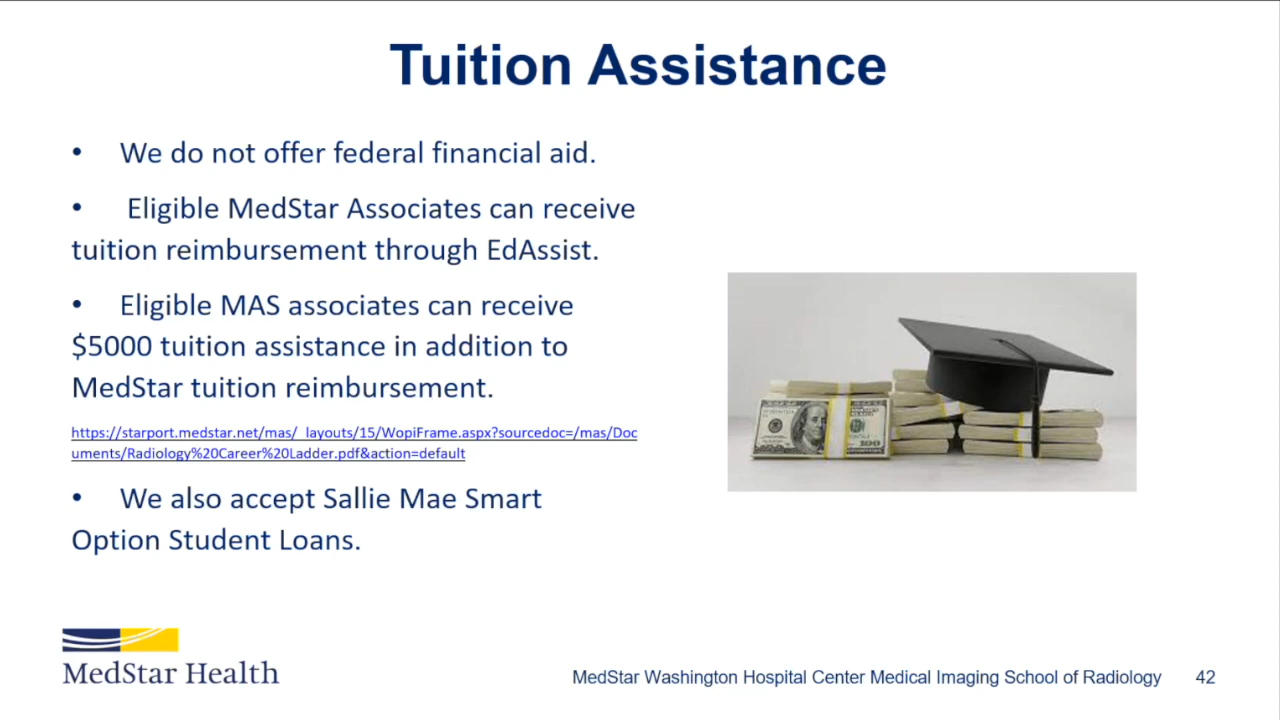 Tuition Assistance
• We do not offer federal financial aid.
• Eligible MedStar Associates can receive
tuition reimbursement through EdAssist.
• Eligible MAS associates can receive
$5000 tuition assistance in addition to
MedStar tuition reimbursement.
https://starport.medstar.net/mas/_layouts/15/WopiFrame.aspx?sourcedoc=/mas/Doc
uments/Radiology%20Career%20Ladder.pdf&action=default
• We also accept Sallie Mae Smart
Option Student Loans.
100
MedStar Health
MedStar Washington Hospital Center Medical Imaging School of Radiology 42